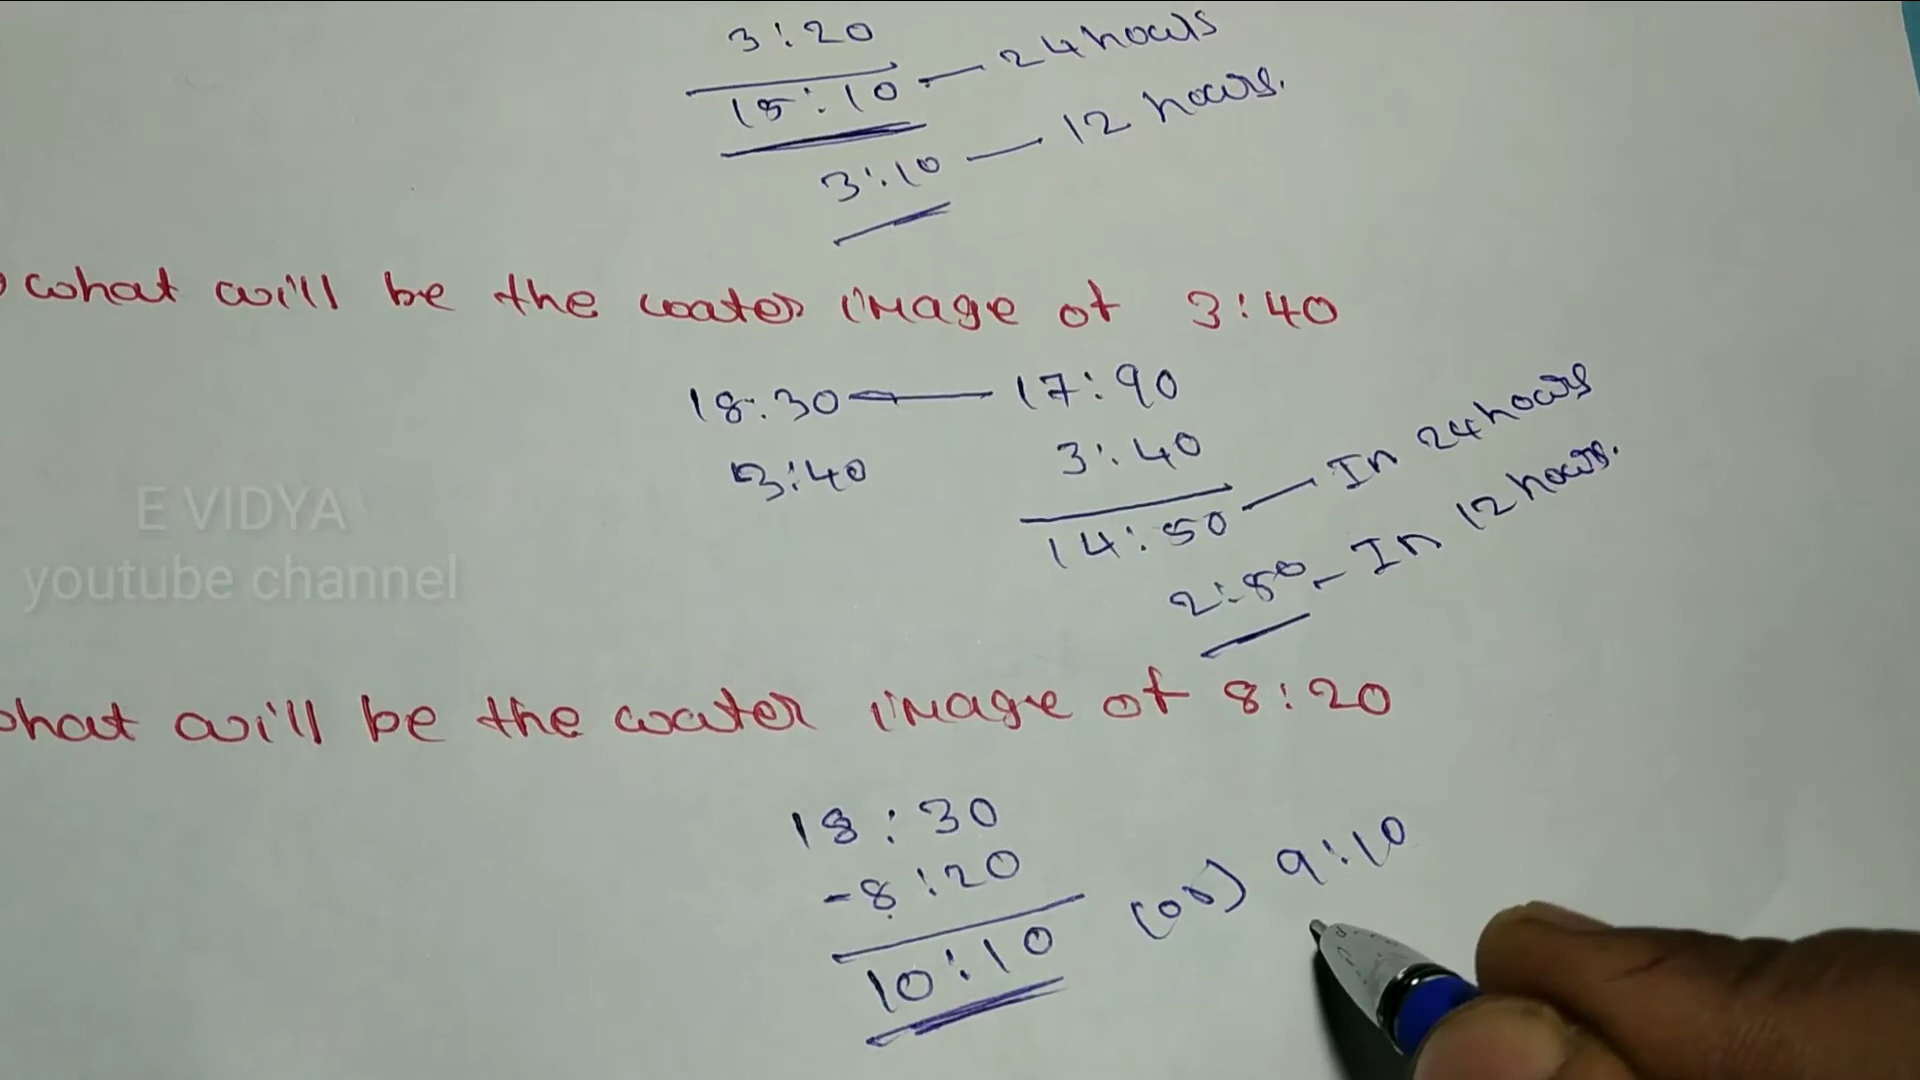 3:20
15:10 — 24 hours
3:10 — 12 hours.
what will be the water image of 3:40
18:30 — 17:90
3:40 3:40
14:50 — In 24 hours
2:50 - In 12 hours.
E VIDYA
youtube channel
what will be the water image of 8:20
18:30
-8:20
10:10 (or) 9:10